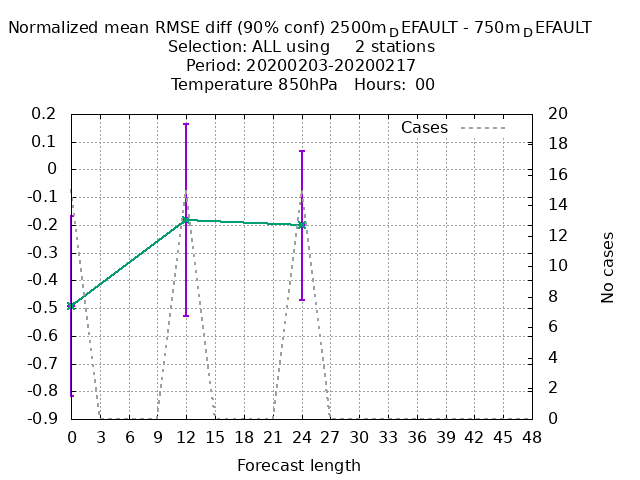 Normalized mean RMSE diff (90% conf) 2500mDEFAULT - 750mDEFAULT
Selection: ALL using 2 stations
Period: 20200203-20200217
Temperature 850hPa Hours: 00
Cases
0.2
0.1
0
-0.1
-0.2
-0.3
-0.4
-0.5
-0.6
-0.7
-0.8
-0.9
20
18
16
14
12
10
8
6
4
2
0
No cases
0 3 6 9 12 15 18 21 24 27 30 33 36 39 42 45 48
Forecast length